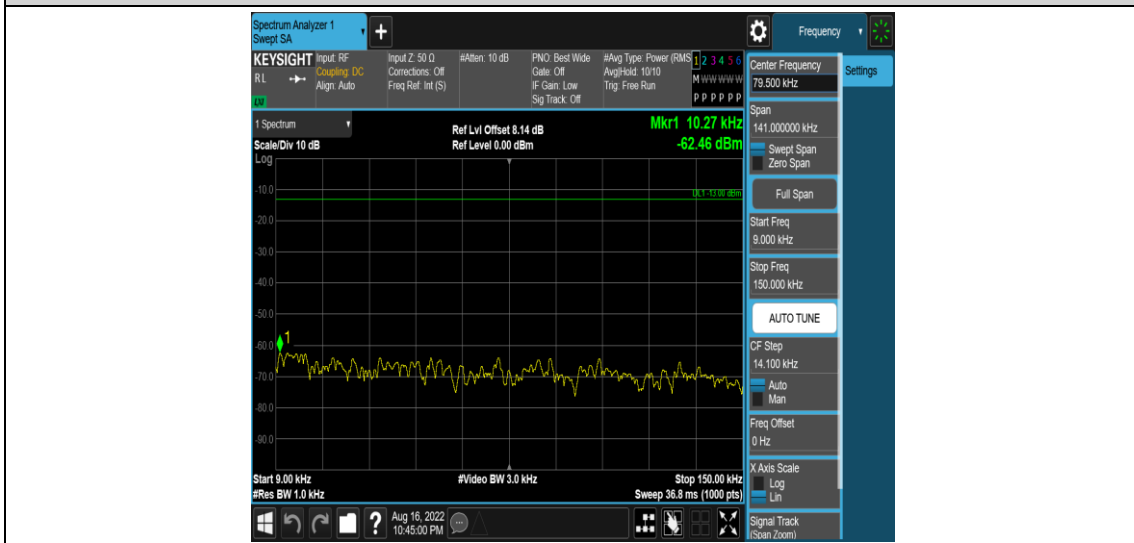 Spectrum Analyzer 1
Swept SA
+
Frequency
KEYSIGHT
RL
LXI
Input: RF
Coupling: DC
Align: Auto
Input Z: 50 Ω
Corrections: Off
Freq Ref: Int (S)
#Atten: 10 dB
PNO: Best Wide
Gate: Off
IF Gain: Low
Sig Track: Off
#Avg Type: Power (RMS
Avg|Hold: 10/10
Trig: Free Run
1 2 3 4 5 6
M W W W W W
P P P P P P
Center Frequency
79.500 kHz
Settings
1 Spectrum
Scale/Div 10 dB
Ref Lvl Offset 8.14 dB
Ref Level 0.00 dBm
Mkr1 10.27 kHz
-62.46 dBm
Log
DL1 -13.00 dBm
-10.0
-20.0
-30.0
-40.0
-50.0
-60.0
-70.0
-80.0
-90.0
1
Start 9.00 kHz
#Res BW 1.0 kHz
#Video BW 3.0 kHz
Stop 150.00 kHz
Sweep 36.8 ms (1000 pts)
Span
141.000000 kHz
Swept Span
Zero Span
Full Span
Start Freq
9.000 kHz
Stop Freq
150.000 kHz
AUTO TUNE
CF Step
14.100 kHz
Auto
Man
Freq Offset
0 Hz
X Axis Scale
Log
Lin
Signal Track
(Span Zoom)
?
Aug 16, 2022
10:45:00 PM